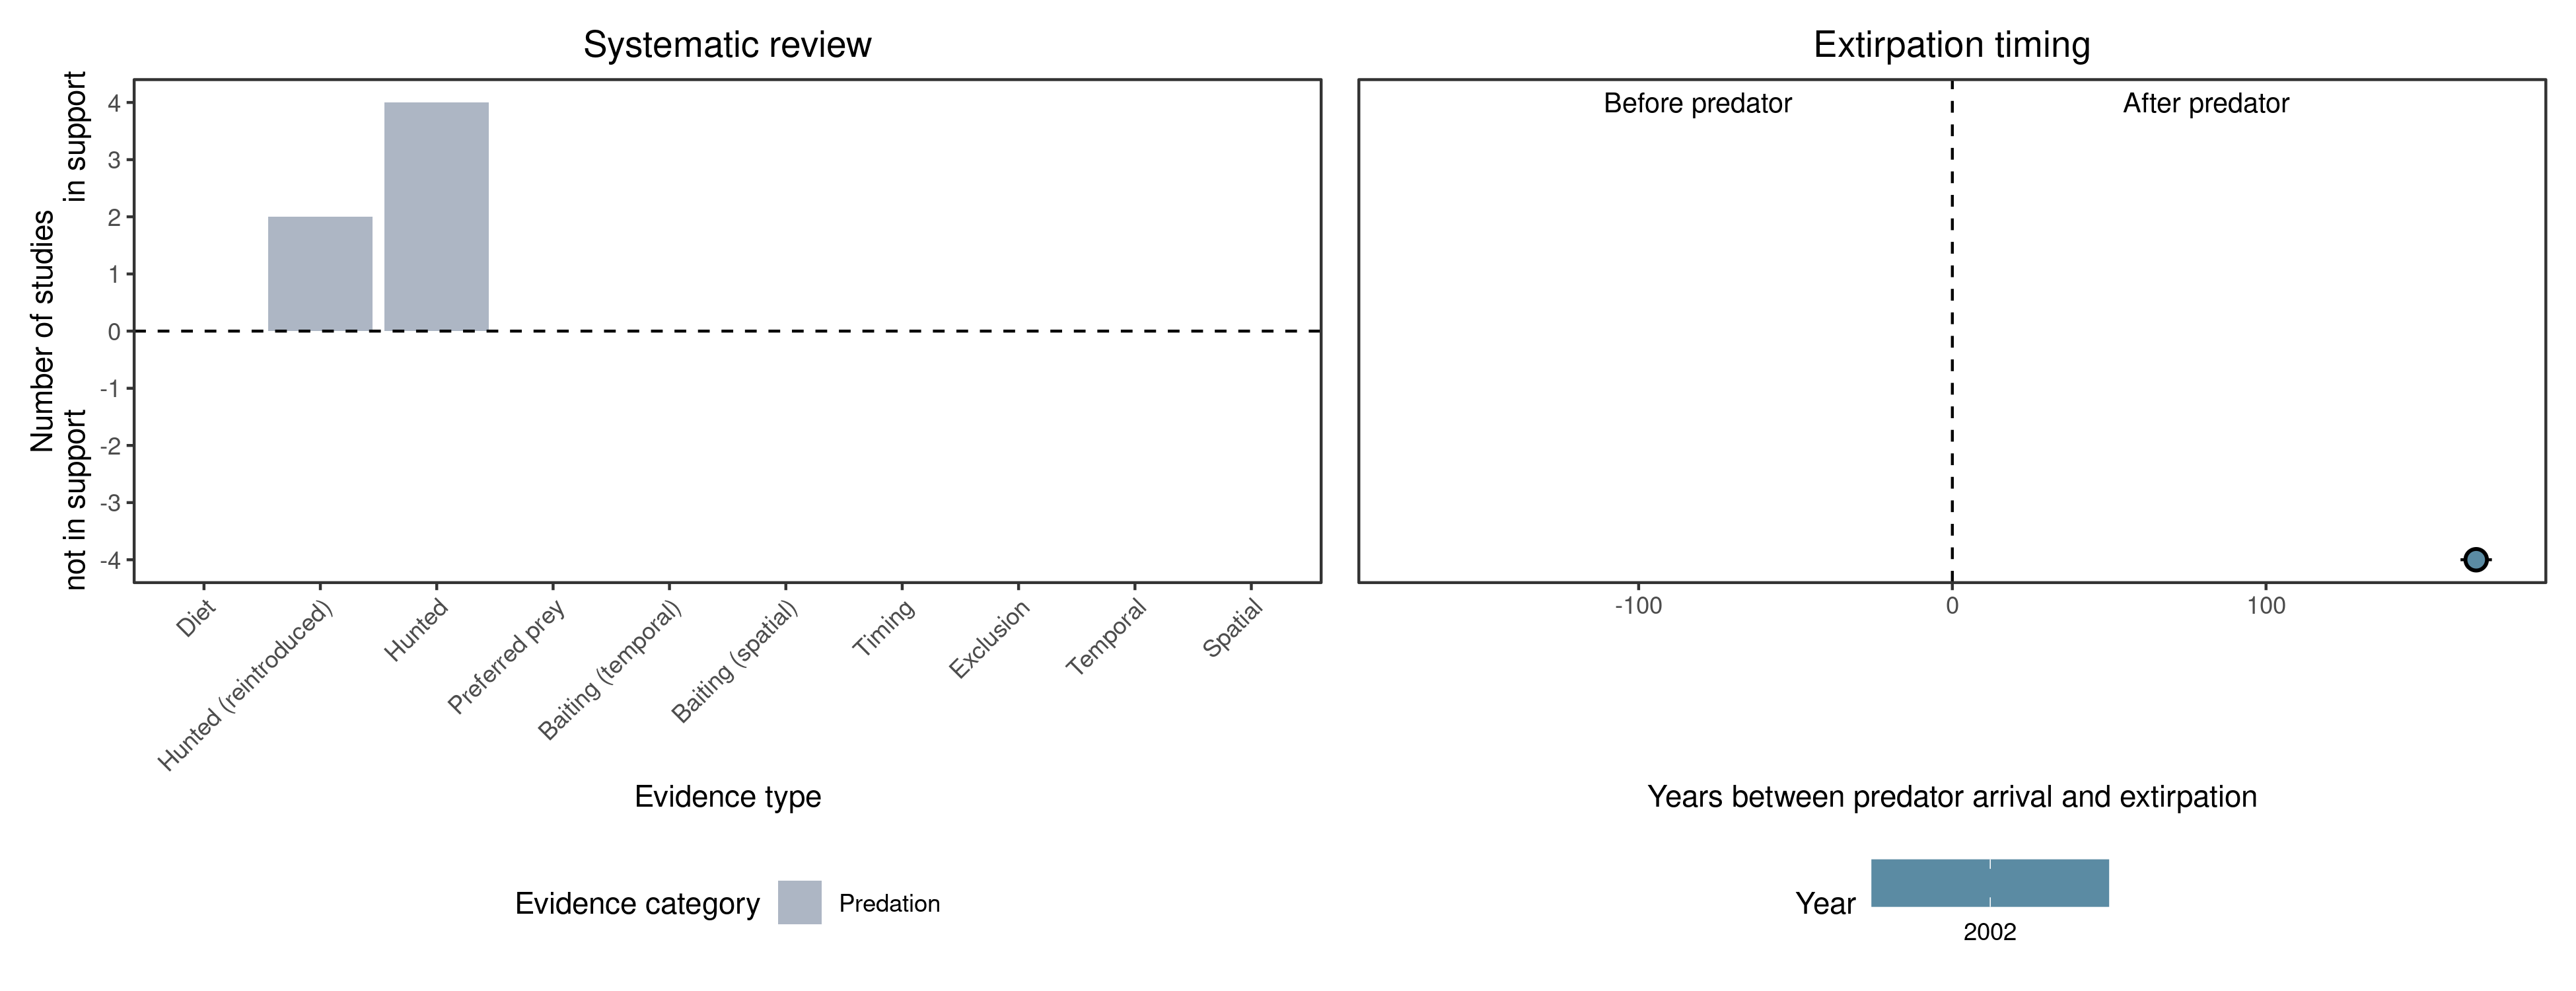 Systematic review
Number of studies
in support
not in support
4
3
2
1
0
-1
-2
-3
-4
Diet
Hunted (reintroduced)
Hunted
Preferred prey
Baiting (temporal)
Baiting (spatial)
Timing
Exclusion
Temporal
Spatial
Evidence type
Evidence category
Predation
Extirpation timing
Before predator
After predator
-100
0
100
Years between predator arrival and extirpation
Year
2002